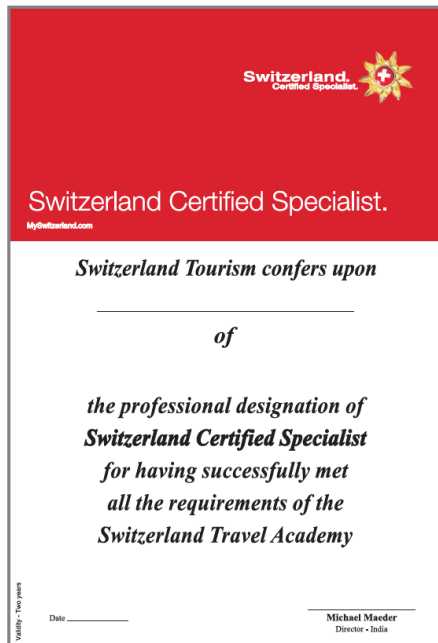 Switzerland.
Certified Specialist.
Switzerland Certified Specialist.
MySwitzerland.com
Switzerland Tourism confers upon
of
the professional designation of
Switzerland Certified Specialist
for having successfully met
all the requirements of the
Switzerland Travel Academy
Validity - Two years
Date
Michael Maeder
Director - India